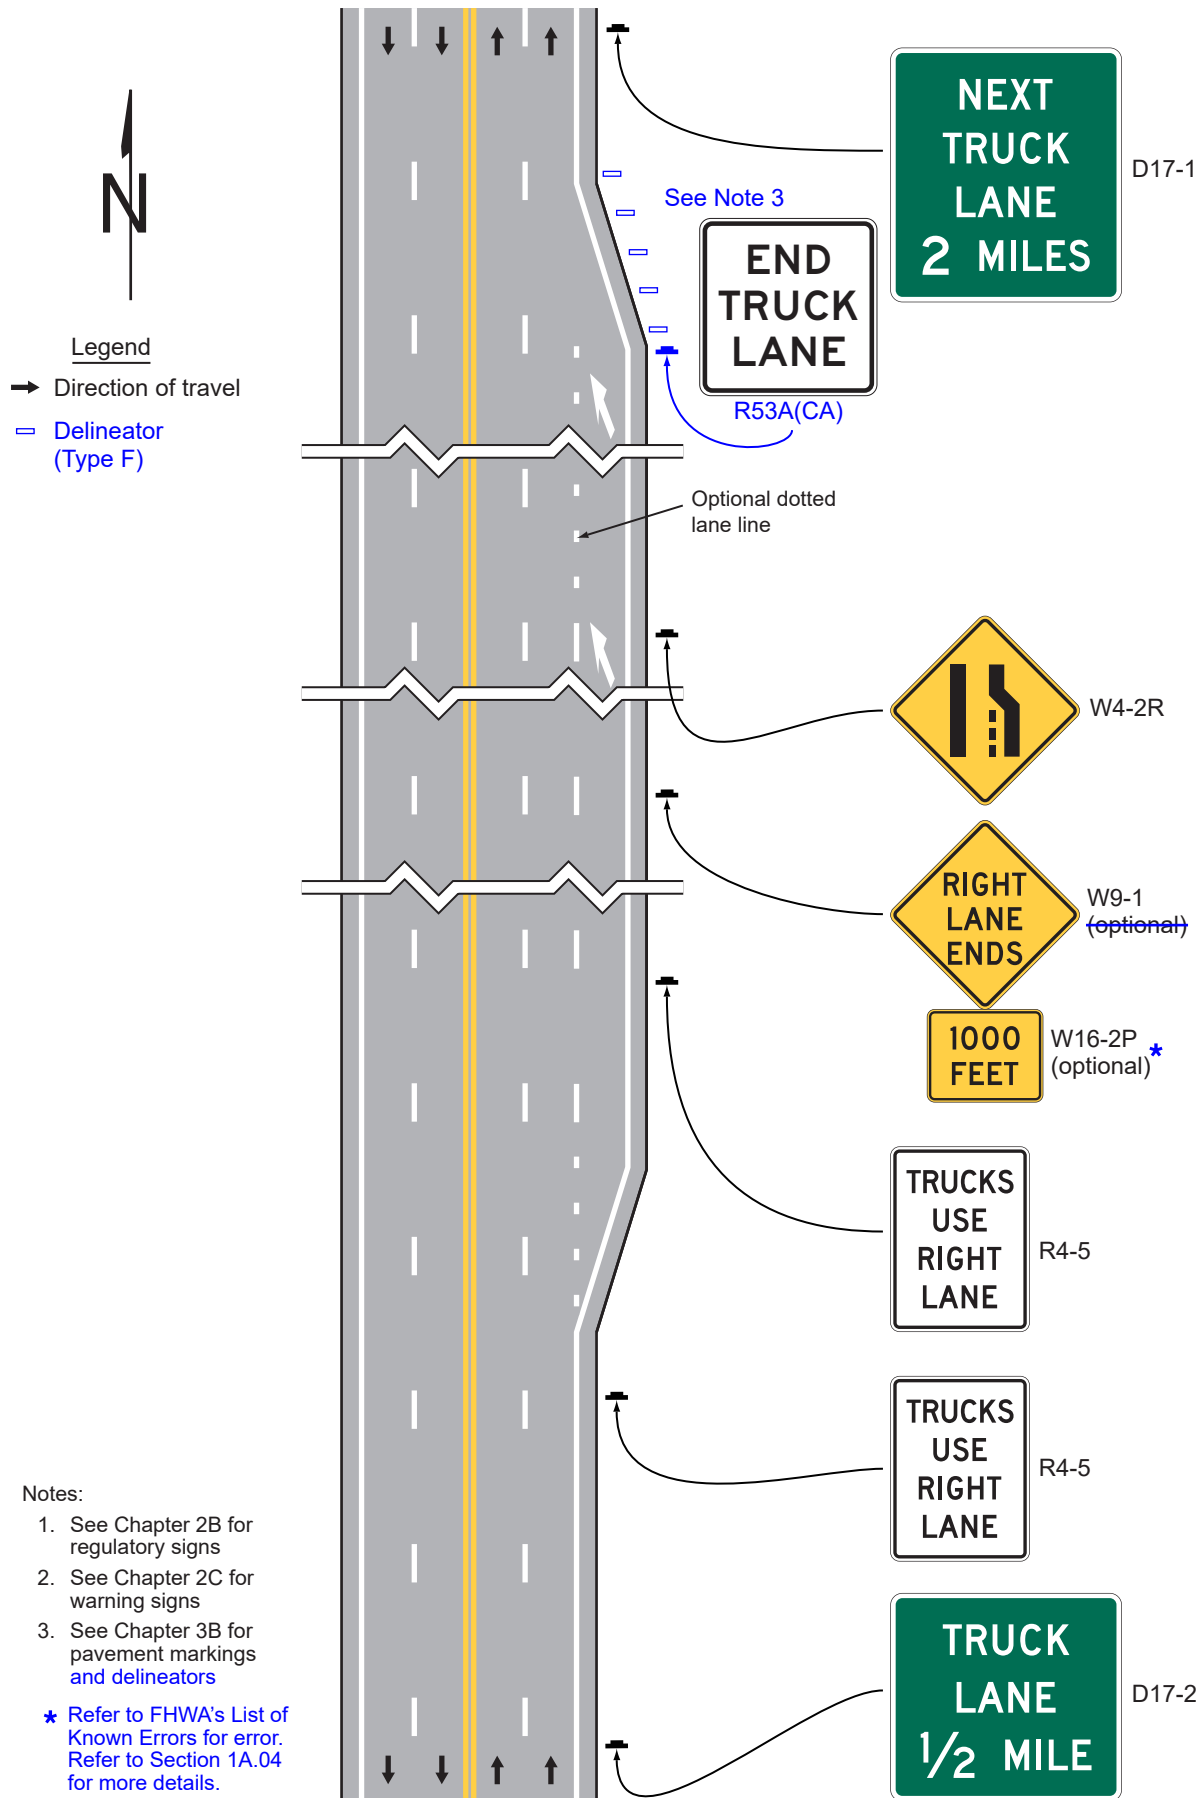 NEXT
TRUCK
LANE
2 MILES
D17-1
See Note 3
END
TRUCK
LANE
R53A(CA)
N
Legend
Direction of travel
Delineator
(Type F)
Optional dotted
lane line
W4-2R
RIGHT
LANE
ENDS
W9-1
(optional)
1000
FEET
W16-2P
(optional)*
TRUCKS
USE
RIGHT
LANE
R4-5
TRUCKS
USE
RIGHT
LANE
R4-5
TRUCK
LANE
1/2 MILE
D17-2
Notes:
1. See Chapter 2B for
regulatory signs
2. See Chapter 2C for
warning signs
3. See Chapter 3B for
pavement markings
and delineators
* Refer to FHWA's List of
Known Errors for error.
Refer to Section 1A.04
for more details.